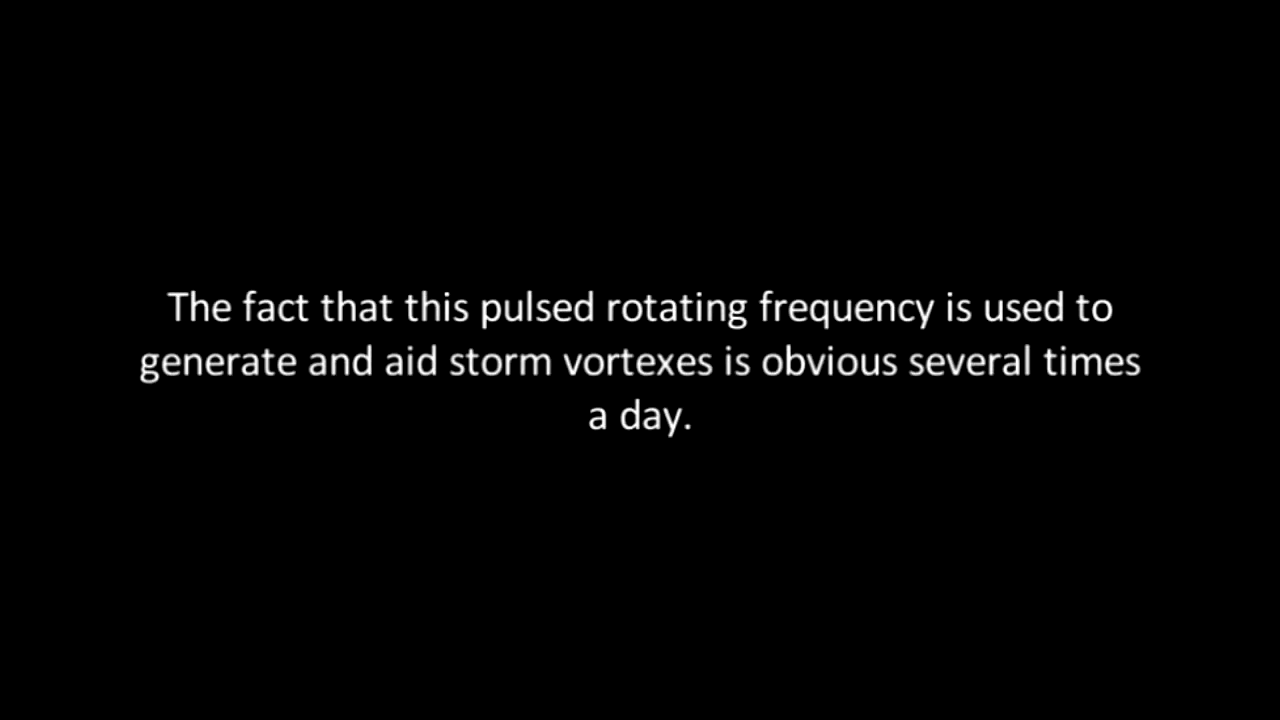 The fact that this pulsed rotating frequency is used to
generate and aid storm vortexes is obvious several times
a day.